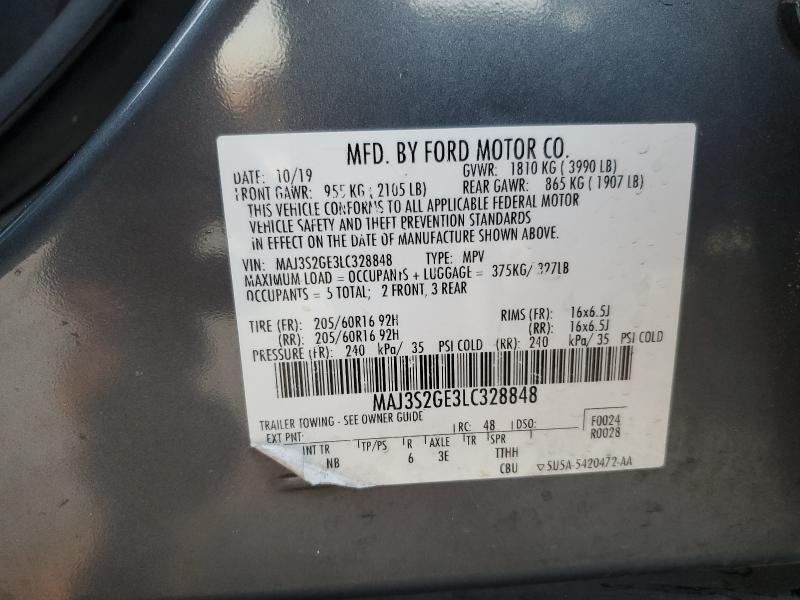 MFD. BY FORD MOTOR CO.
DATE: 10/19 GVWR: 1810 KG ( 3990 LB)
FRONT GAWR: 955 KG ( 2105 LB) REAR GAWR: 865 KG ( 1907 LB)
THIS VEHICLE CONFORMS TO ALL APPLICABLE FEDERAL MOTOR
VEHICLE SAFETY AND THEFT PREVENTION STANDARDS
IN EFFECT ON THE DATE OF MANUFACTURE SHOWN ABOVE.
VIN: MAJ3S2GE3LC328848 TYPE: MPV
MAXIMUM LOAD = OCCUPANTS + LUGGAGE = 375KG/ 827LB
OCCUPANTS = 5 TOTAL; 2 FRONT, 3 REAR
TIRE (FR): 205/60R16 92H RIMS (FR): 16x6.5J
(RR): 205/60R16 92H (RR): 16x6.5J
PRESSURE (FR): 240 kPa/ 35 PSI COLD (RR): 240 kPa/ 35 PSI COLD
MAJ3S2GE3LC328848
TRAILER TOWING - SEE OWNER GUIDE
EXT PNT: RC: 48 DSO: F0024
R0028
INT TR TP/PS R AXLE TR SPR
NB 6 3E TTHH
CBU 5U5A-5420472-AA